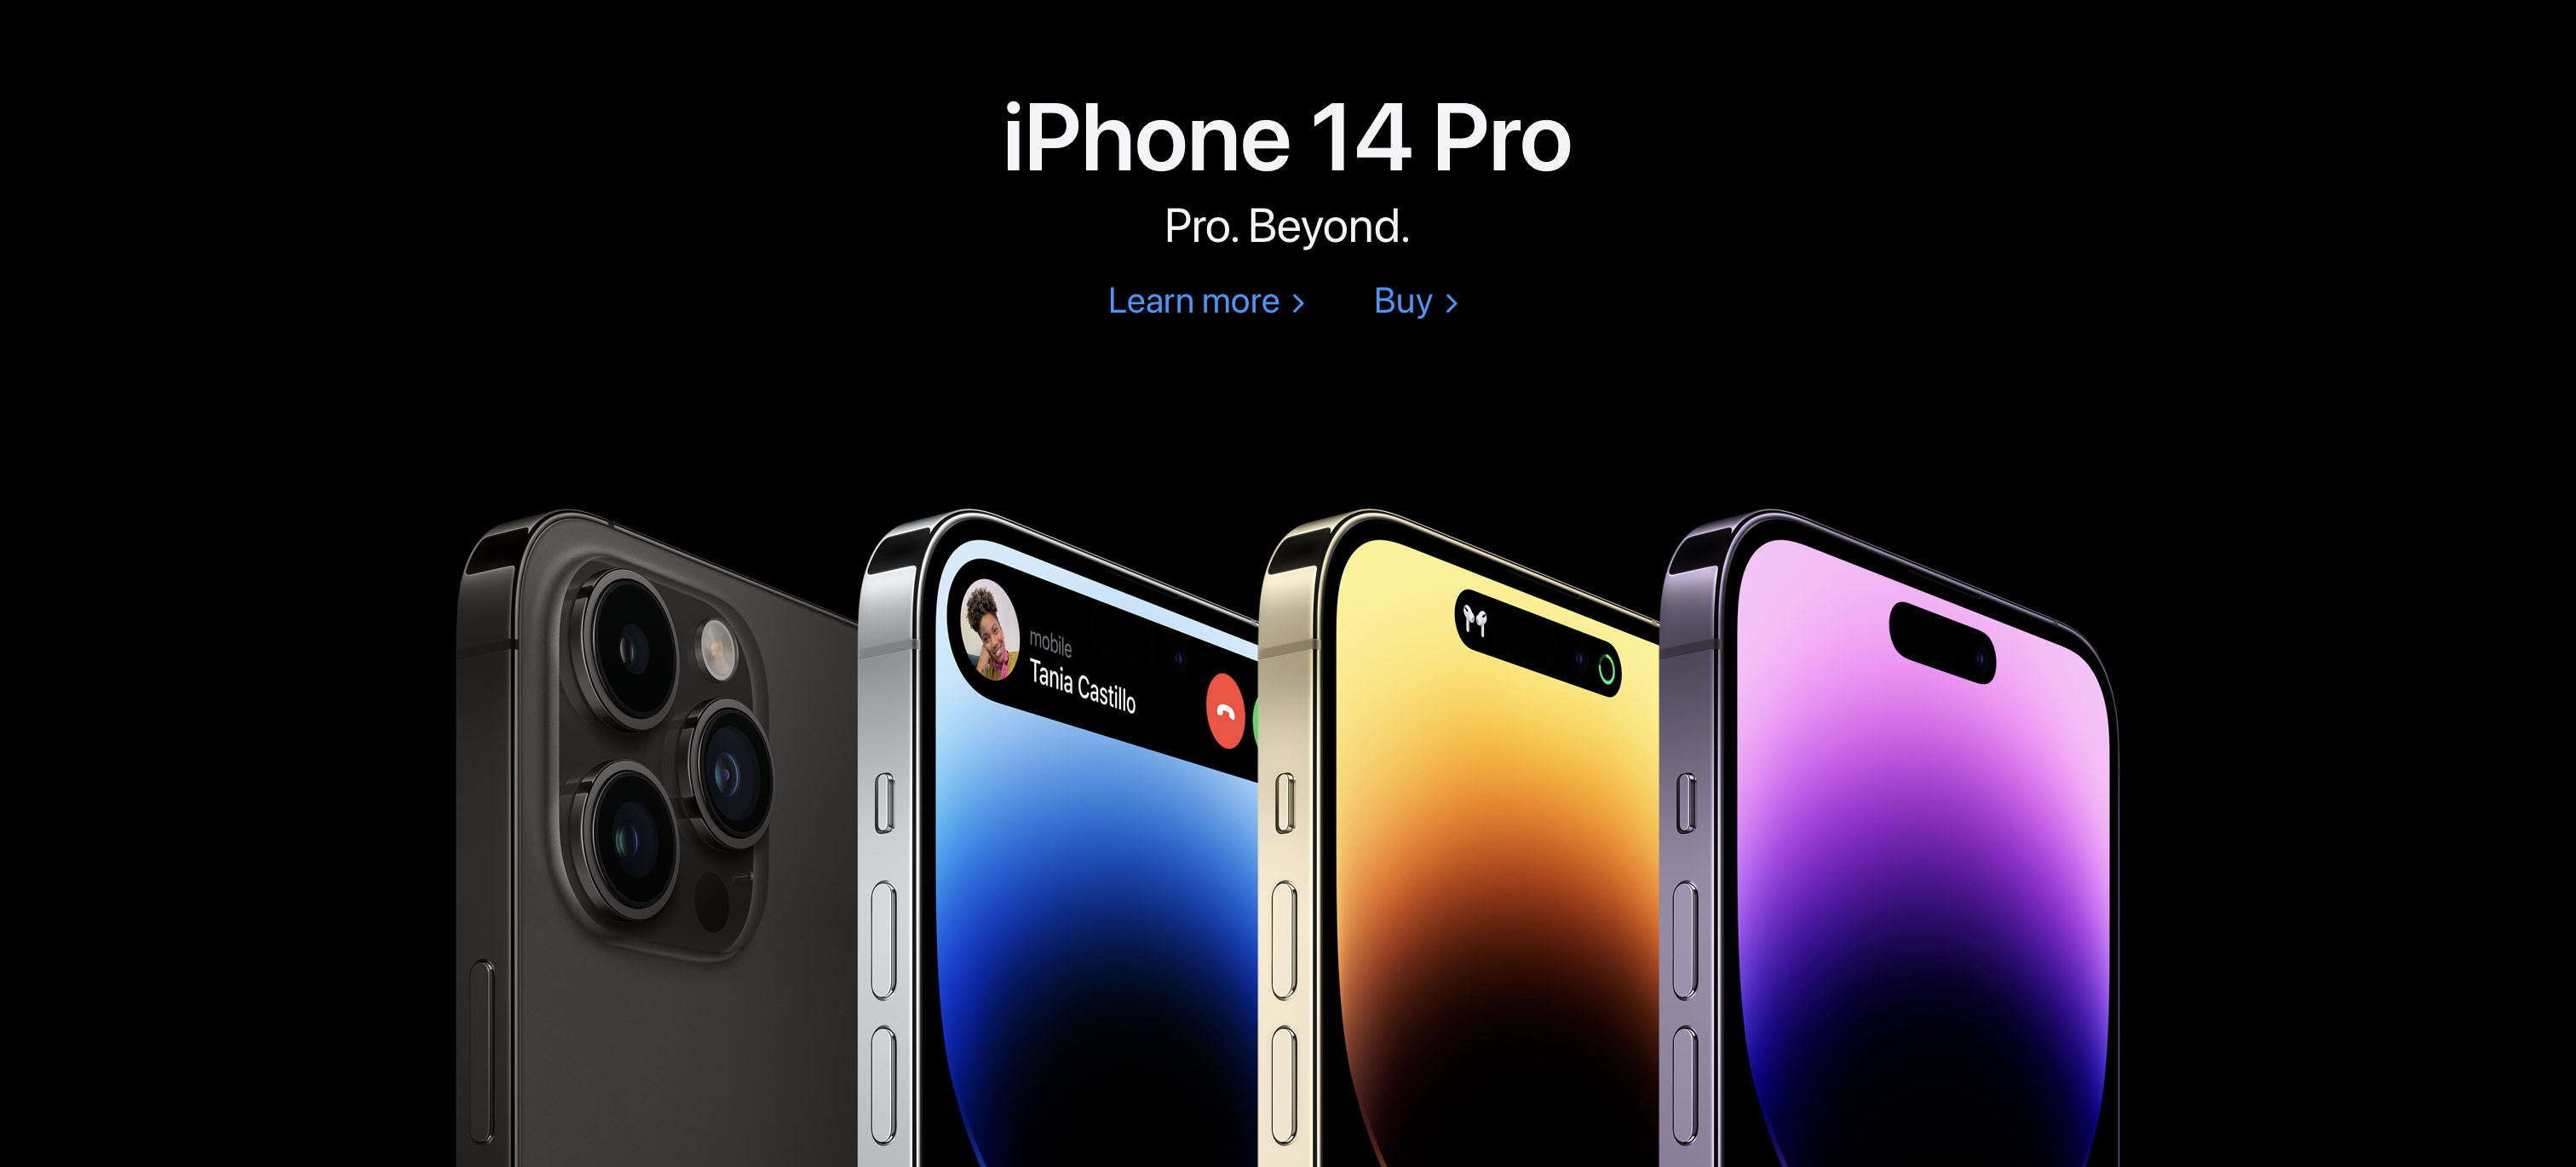 iPhone 14 Pro
Pro. Beyond.
Learn more >
Buy >
mobile
Tania Castillo